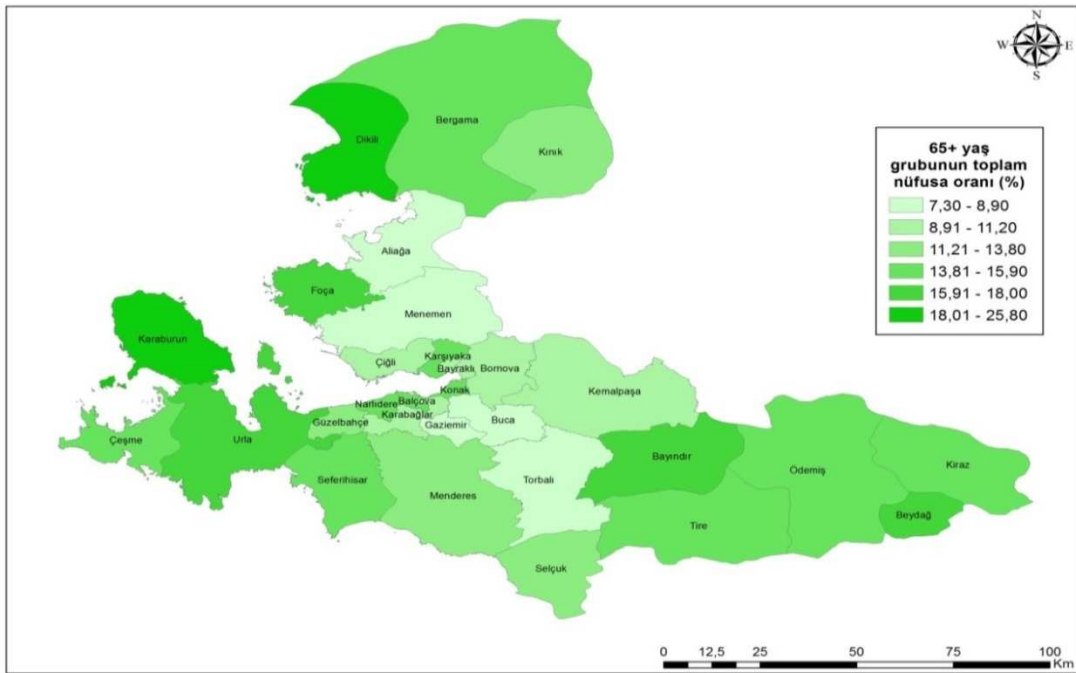 N
W
E
S
65+ yaş
grubunun toplam
nüfusa oranı (%)
7,30 - 8,90
8,91 - 11,20
11,21 - 13,80
13,81 - 15,90
15,91 - 18,00
18,01 - 25,80
Bergama
Dikili
Kınık
Aliağa
Foça
Menemen
Karaburun
Çiğli
Karşıyaka
Bayraklı
Bornova
Kemalpaşa
Konak
Narlıdere
Balçova
Karabağlar
Güzelbahçe
Gaziemir
Buca
Çeşme
Urla
Bayındır
Kiraz
Ödemiş
Seferihisar
Torbalı
Menderes
Beydağ
Tire
Selçuk
0 12,5 25 50 75 100
Km